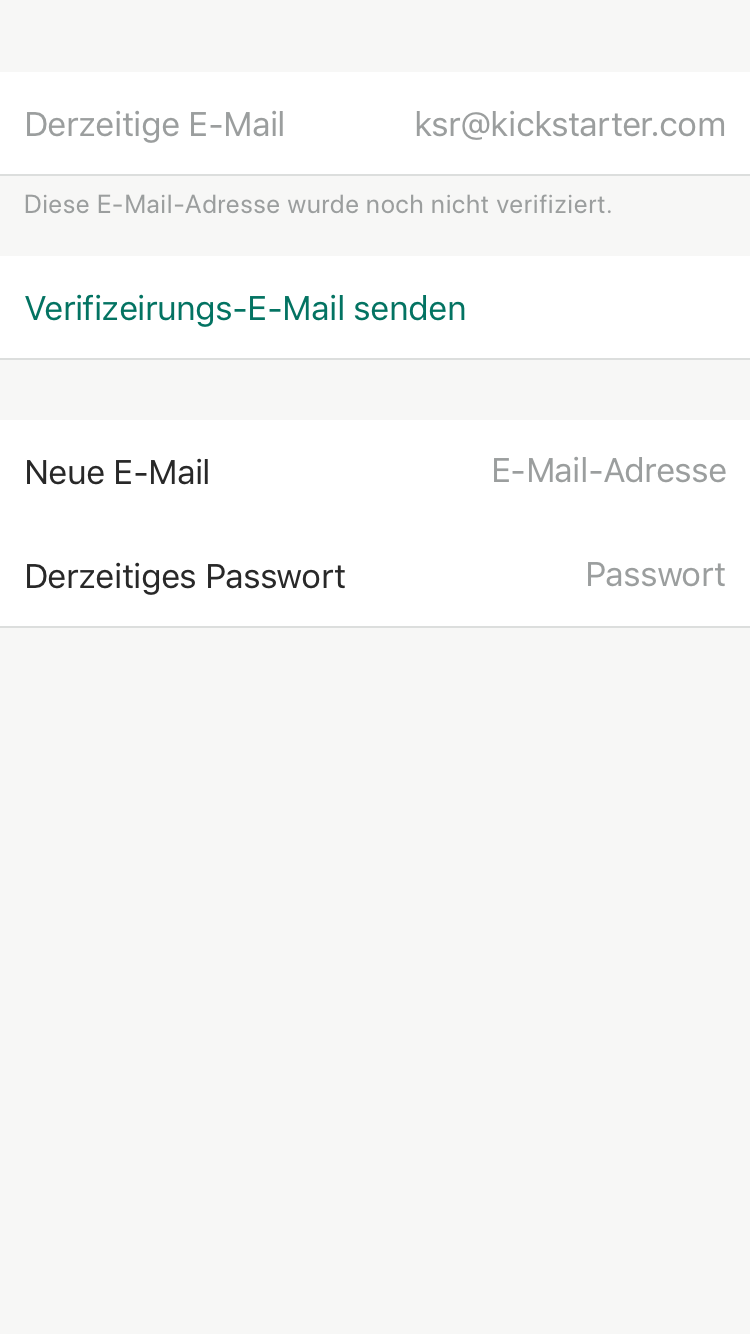 Derzeitige E-Mail ksr@kickstarter.com
Diese E-Mail-Adresse wurde noch nicht verifiziert.
Verifizeirungs-E-Mail senden
Neue E-Mail E-Mail-Adresse
Derzeitiges Passwort Passwort